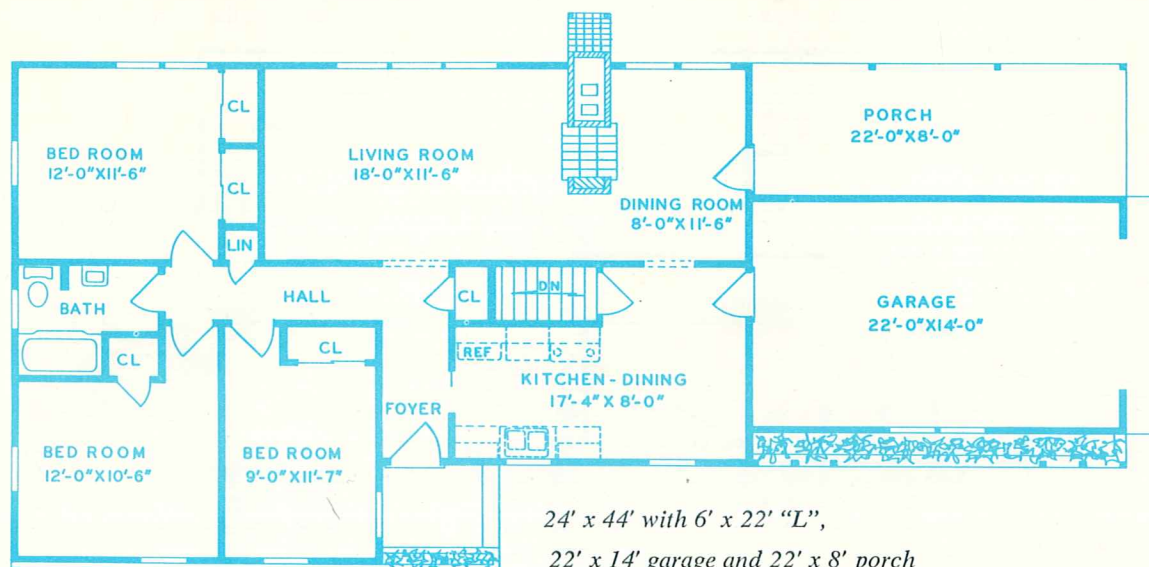 CL
BED ROOM
12'-0"X11'-6"
CL
LIN
LIVING ROOM
18'-0"X11'-6"
DINING ROOM
8'-0"X11'-6"
PORCH
22'-0"X8'-0"
BATH
HALL
CL
DN
GARAGE
22'-0"X14'-0"
CL
CL
REF
KITCHEN-DINING
17'-4" X 8'-0"
FOYER
BED ROOM
12'-0"X10'-6"
BED ROOM
9'-0"X11'-7"
24' x 44' with 6' x 22' "L",
22' x 14' garage and 22' x 8' porch